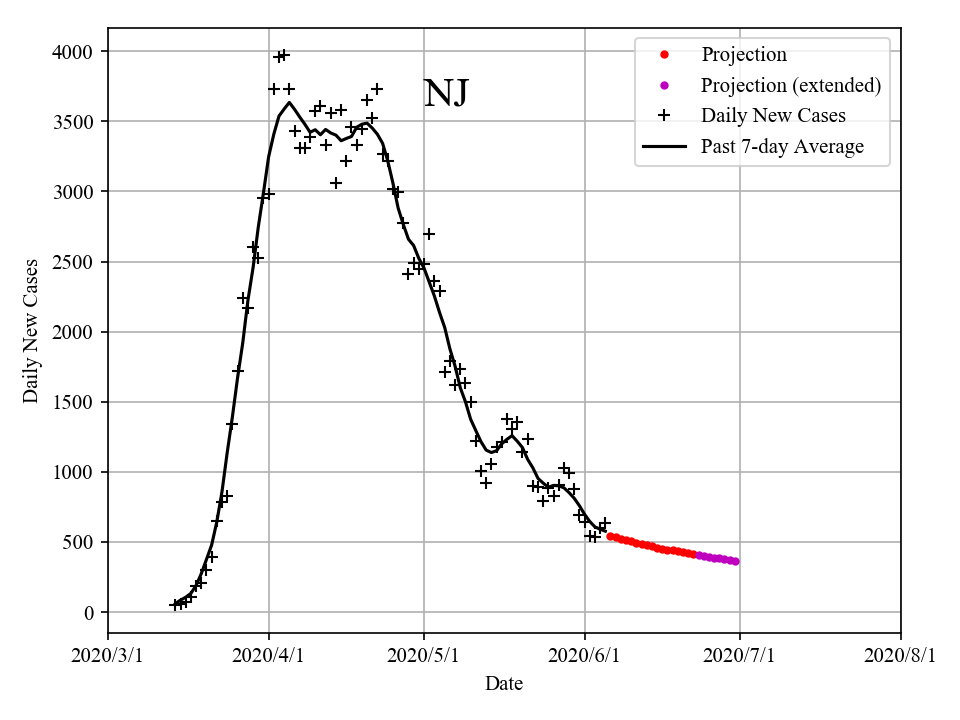 NJ
Projection
Projection (extended)
Daily New Cases
Past 7-day Average
4000
3500
3000
2500
2000
1500
1000
500
0
Daily New Cases
2020/3/1 2020/4/1 2020/5/1 2020/6/1 2020/7/1 2020/8/1
Date